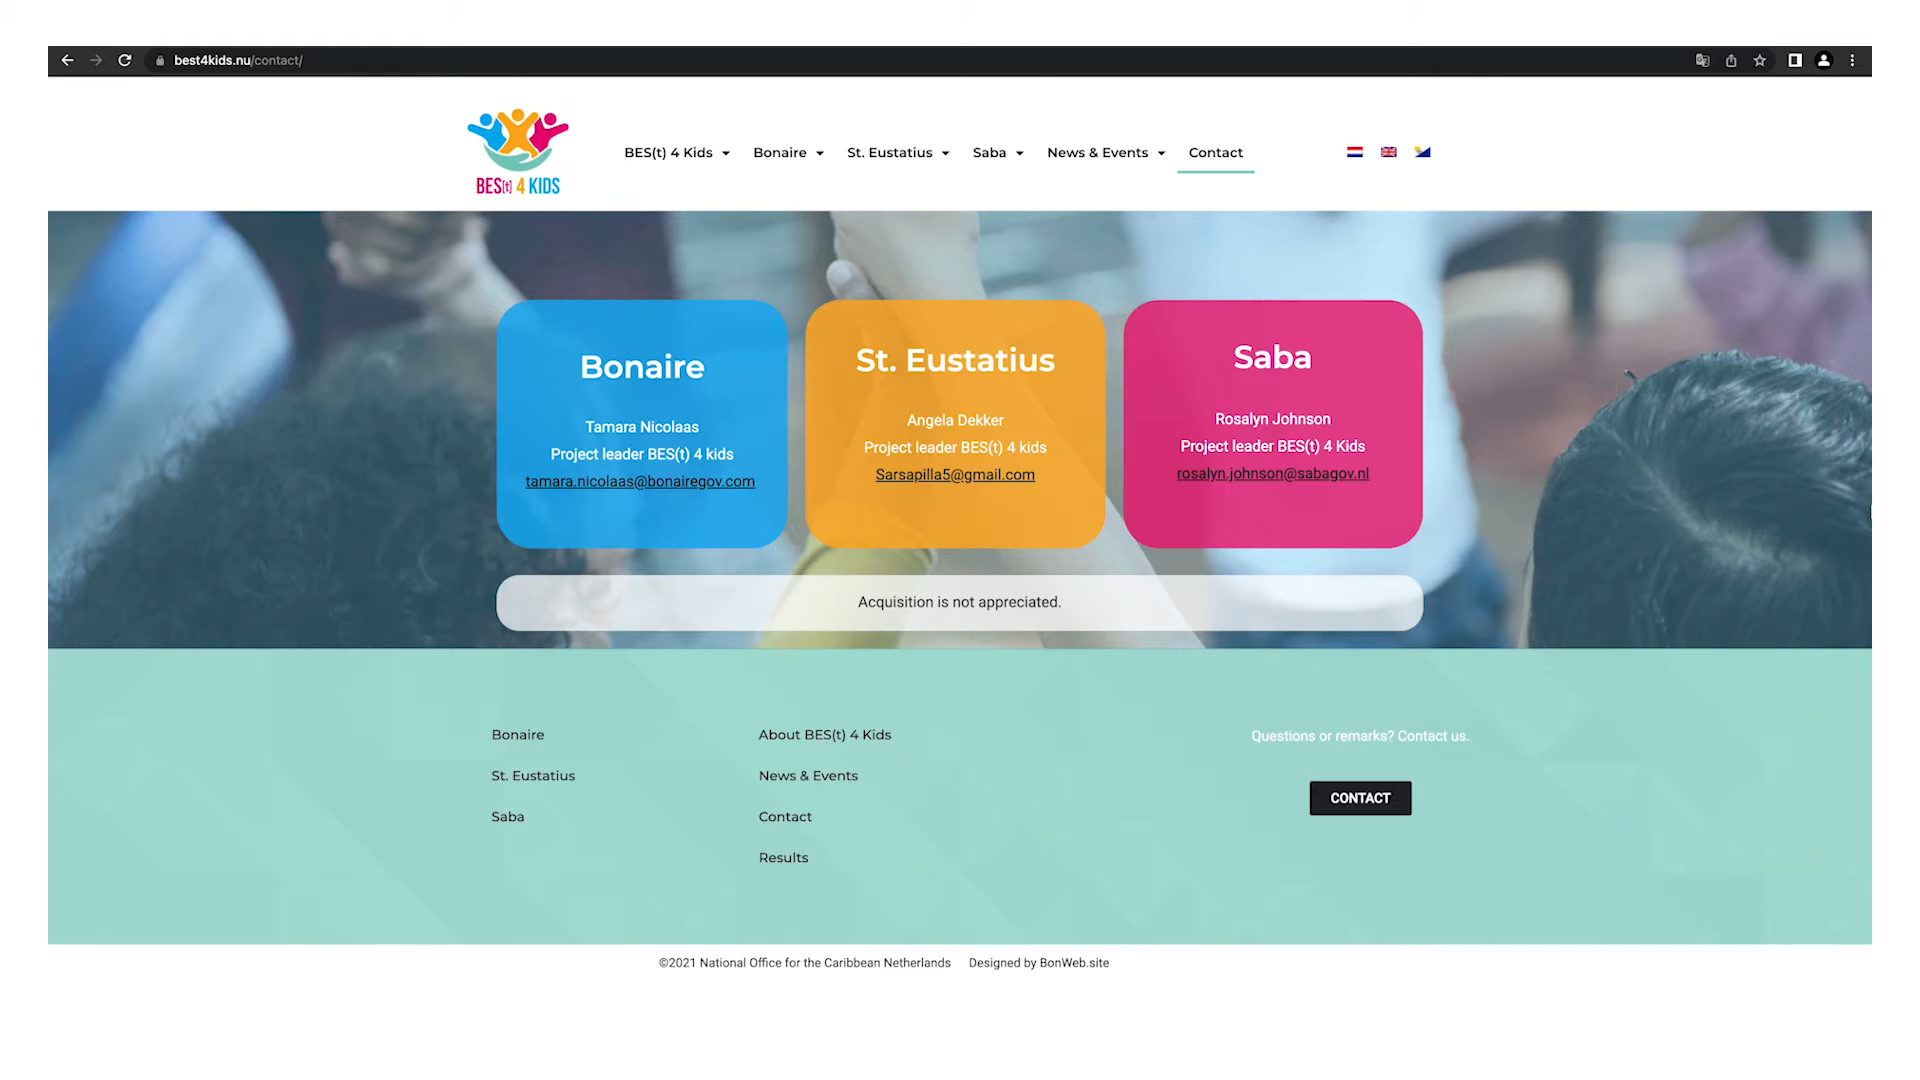 best4kids.nu/contact/
BES(t) 4 KIDS
BES(t) 4 Kids
Bonaire
St. Eustatius
Saba
News & Events
Contact
Bonaire
Tamara Nicolaas
Project leader BES(t) 4 kids
tamara.nicolaas@bonairegov.com
St. Eustatius
Angela Dekker
Project leader BES(t) 4 kids
Sarsapilla5@gmail.com
Saba
Rosalyn Johnson
Project leader BES(t) 4 Kids
rosalyn.johnson@sabagov.nl
Acquisition is not appreciated.
Bonaire
St. Eustatius
Saba
About BES(t) 4 Kids
News & Events
Contact
Results
Questions or remarks? Contact us.
CONTACT
©2021 National Office for the Caribbean Netherlands
Designed by BonWeb.site